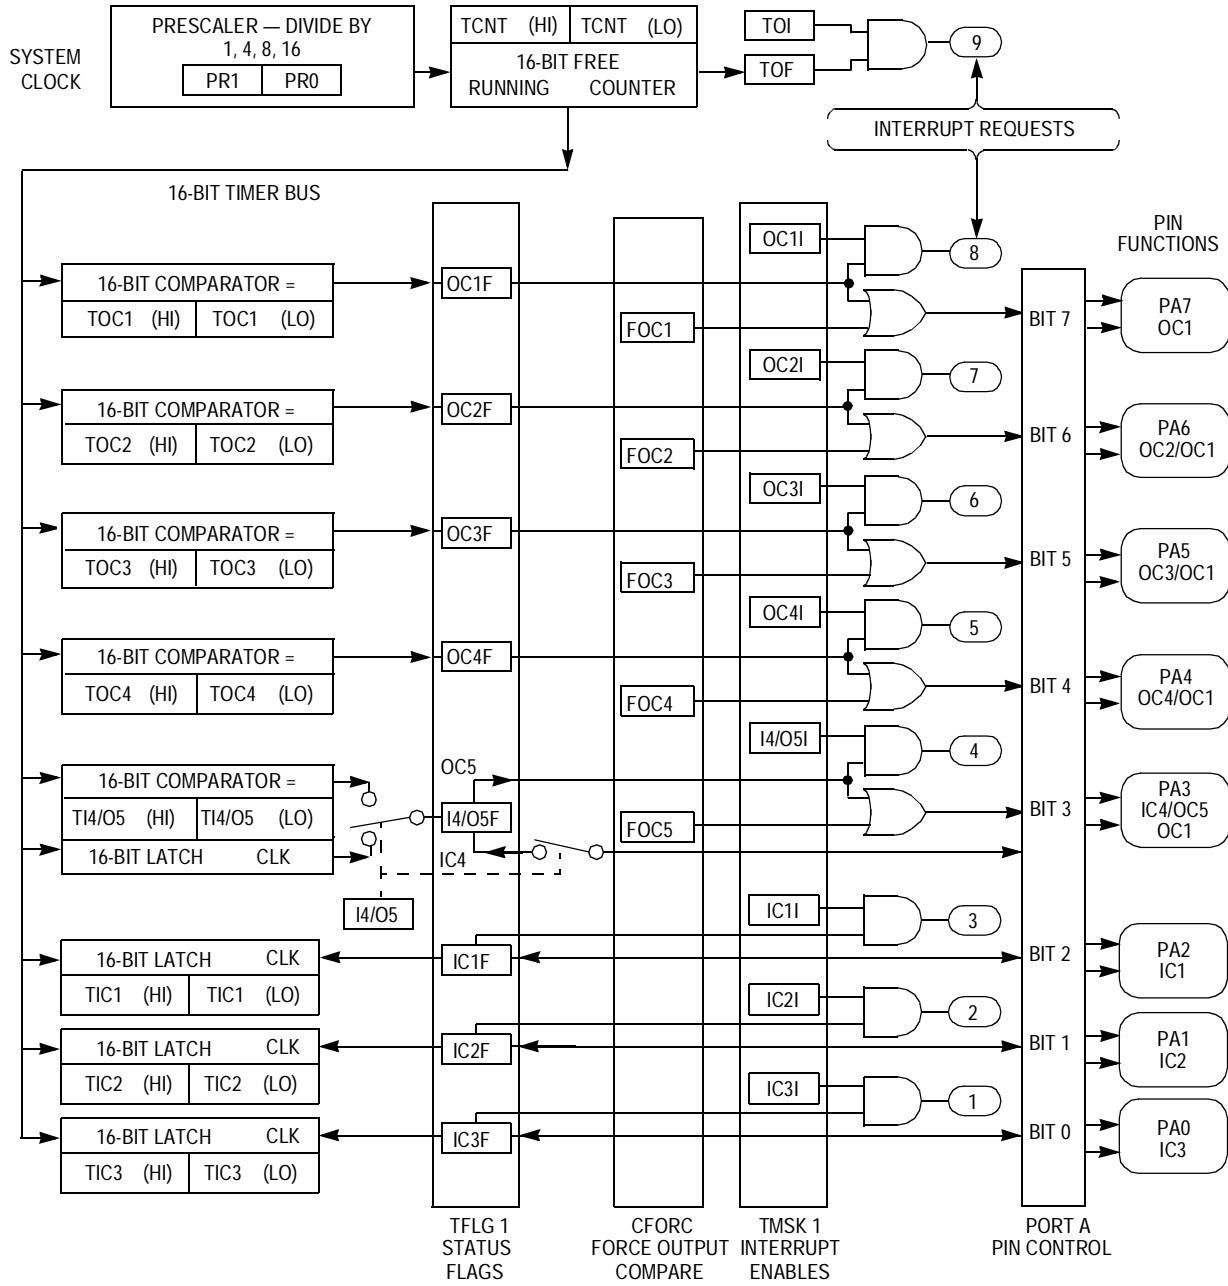 SYSTEM
CLOCK
PRESCALER — DIVIDE BY
1, 4, 8, 16
PR1 PR0
TCNT (HI) TCNT (LO)
16-BIT FREE
RUNNING COUNTER
TOI
TOF
9
INTERRUPT REQUESTS
16-BIT TIMER BUS
PIN
FUNCTIONS
OC1I
8
16-BIT COMPARATOR =
TOC1 (HI) TOC1 (LO)
OC1F
FOC1
BIT 7
PA7
OC1
OC2I
7
16-BIT COMPARATOR =
TOC2 (HI) TOC2 (LO)
OC2F
FOC2
BIT 6
PA6
OC2/OC1
OC3I
6
16-BIT COMPARATOR =
TOC3 (HI) TOC3 (LO)
OC3F
FOC3
BIT 5
PA5
OC3/OC1
OC4I
5
16-BIT COMPARATOR =
TOC4 (HI) TOC4 (LO)
OC4F
FOC4
BIT 4
PA4
OC4/OC1
I4/O5I
4
16-BIT COMPARATOR =
TI4/O5 (HI) TI4/O5 (LO)
16-BIT LATCH CLK
OC5
I4/O5F
IC4
I4/O5
FOC5
BIT 3
PA3
IC4/OC5
OC1
IC1I
3
16-BIT LATCH CLK
TIC1 (HI) TIC1 (LO)
IC1F
BIT 2
PA2
IC1
IC2I
2
16-BIT LATCH CLK
TIC2 (HI) TIC2 (LO)
IC2F
BIT 1
PA1
IC2
IC3I
1
16-BIT LATCH CLK
TIC3 (HI) TIC3 (LO)
IC3F
BIT 0
PA0
IC3
TFLG 1
STATUS
FLAGS
CFORC
FORCE OUTPUT
COMPARE
TMSK 1
INTERRUPT
ENABLES
PORT A
PIN CONTROL